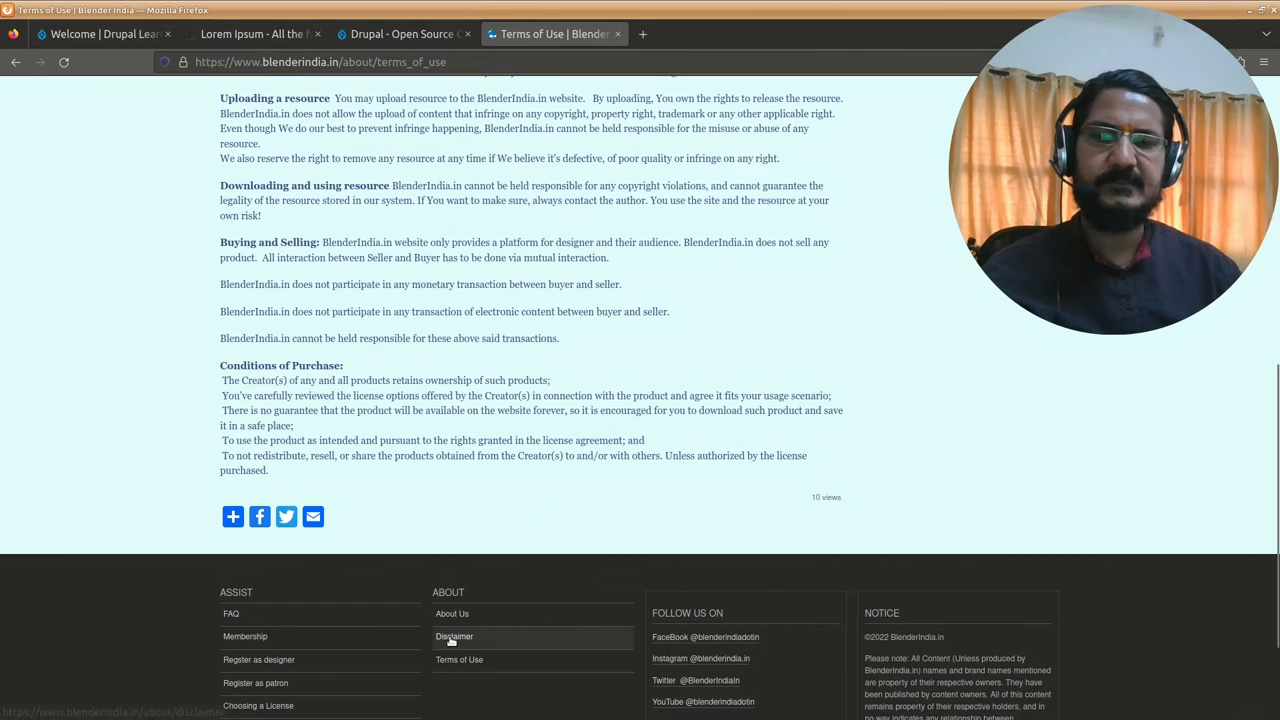 Terms of Use | Blender India — Mozilla Firefox
Welcome | Drupal Lear
Lorem Ipsum - All the fa
Drupal - Open Source C
Terms of Use | Blender
https://www.blenderindia.in/about/terms_of_use
Uploading a resource  You may upload resource to the BlenderIndia.in website.   By uploading, You own the rights to release the resource.
BlenderIndia.in does not allow the upload of content that infringe on any copyright, property right, trademark or any other applicable right.
Even though We do our best to prevent infringe happening, BlenderIndia.in cannot be held responsible for the misuse or abuse of any
resource.
We also reserve the right to remove any resource at any time if We believe it's defective, of poor quality or infringe on any right.
Downloading and using resource BlenderIndia.in cannot be held responsible for any copyright violations, and cannot guarantee the
legality of the resource stored in our system. If You want to make sure, always contact the author. You use the site and the resource at your
own risk!
Buying and Selling: BlenderIndia.in website only provides a platform for designer and their audience. BlenderIndia.in does not sell any
product.  All interaction between Seller and Buyer has to be done via mutual interaction.
BlenderIndia.in does not participate in any monetary transaction between buyer and seller.
BlenderIndia.in does not participate in any transaction of electronic content between buyer and seller.
BlenderIndia.in cannot be held responsible for these above said transactions.
Conditions of Purchase:
The Creator(s) of any and all products retains ownership of such products;
You've carefully reviewed the license options offered by the Creator(s) in connection with the product and agree it fits your usage scenario;
There is no guarantee that the product will be available on the website forever, so it is encouraged for you to download such product and save
it in a safe place;
To use the product as intended and pursuant to the rights granted in the license agreement; and
To not redistribute, resell, or share the products obtained from the Creator(s) to and/or with others. Unless authorized by the license
purchased.
10 views
ASSIST
FAQ
Membership
Regster as designer
Register as patron
Choosing a License
ABOUT
About Us
Disclaimer
Terms of Use
FOLLOW US ON
FaceBook @blenderindiadotin
Instagram @blenderindia.in
Twitter  @BlenderIndiaIn
YouTube @blenderindiadotin
NOTICE
©2022 BlenderIndia.in
Please note: All Content (Unless produced by
BlenderIndia.in) names and brand names mentioned
are property of their respective owners. They have
been published by content owners. All of this content
remains property of their respective holders, and in
no way indicates any relationship between
https://www.blenderindia.in/about/disclaimer